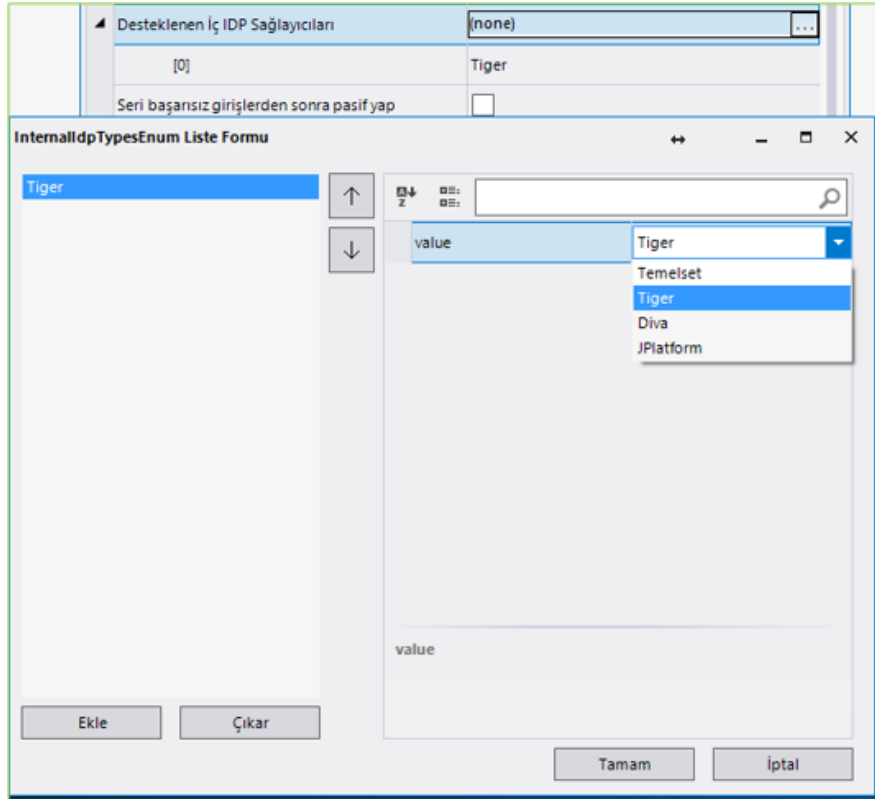 Desteklenen İç IDP Sağlayıcıları (none) ...
[0] Tiger
Seri başarısız girişlerden sonra pasif yap
InternalIdpTypesEnum Liste Formu
Tiger
value Tiger
Temelset
Tiger
Diva
JPlatform
value
Ekle Çıkar
Tamam İptal